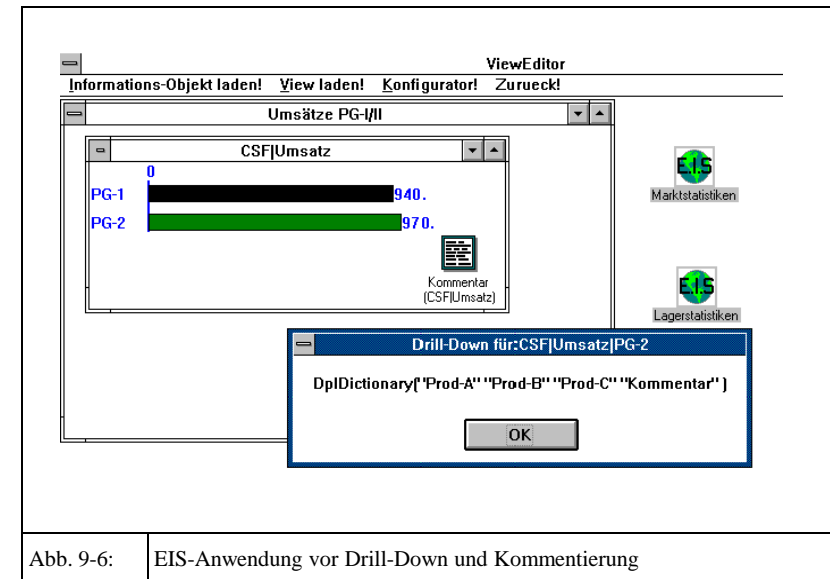 ViewEditor
Informations-Objekt laden! View laden! Konfigurator! Zurueck!
Umsätze PG-I/II
CSF|Umsatz
0
PG-1 940.
PG-2 970.
Kommentar
(CSF|Umsatz)
E.I.S
Marktstatistiken
E.I.S
Lagerstatistiken
Drill-Down für:CSF|Umsatz|PG-2
DplDictionary("Prod-A" "Prod-B" "Prod-C" "Kommentar" )
OK
Abb. 9-6: EIS-Anwendung vor Drill-Down und Kommentierung